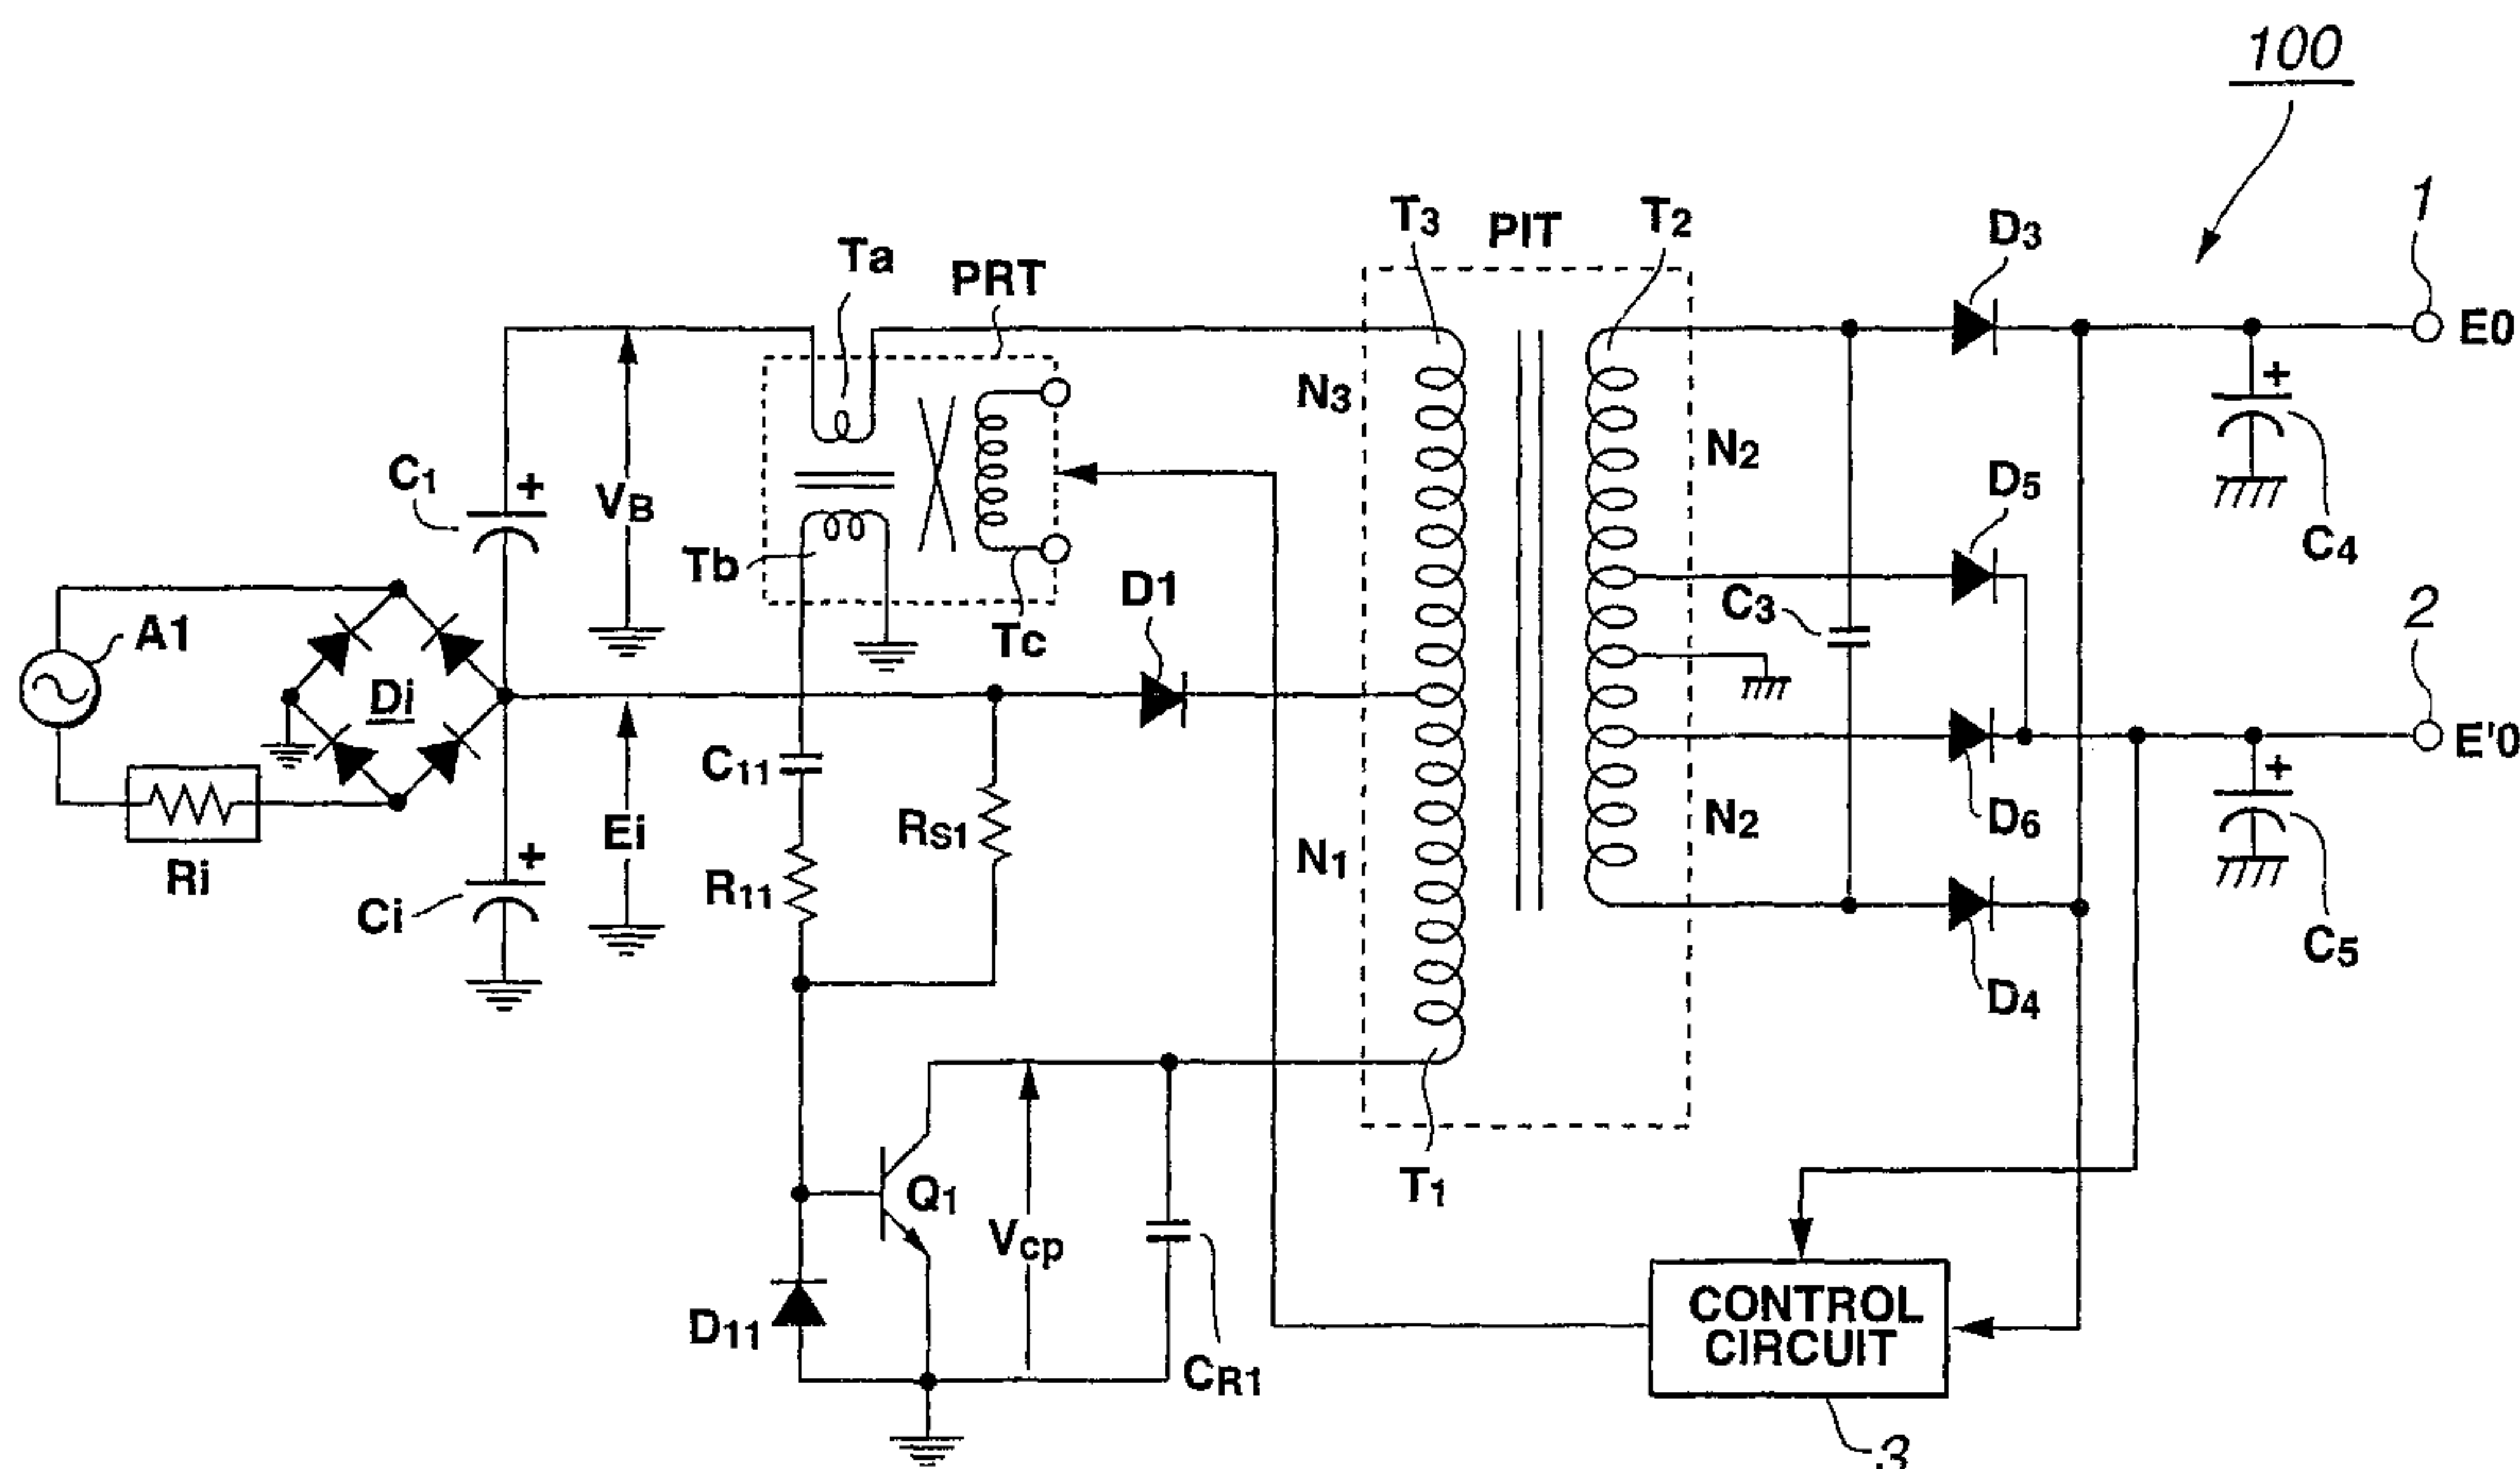 100
1
T3
PIT
T2
D3
Ta
PRT
E0
N3
+
C1
+
VB
N2
D5
C4
Tb
D1
C3
2
A1
Tc
Di
E'0
C11
+
Ei
RS1
N2
D6
Ri
+
R11
N1
Ci
C5
D4
T1
Q1
Vcp
CONTROL
CIRCUIT
D11
CR1
3